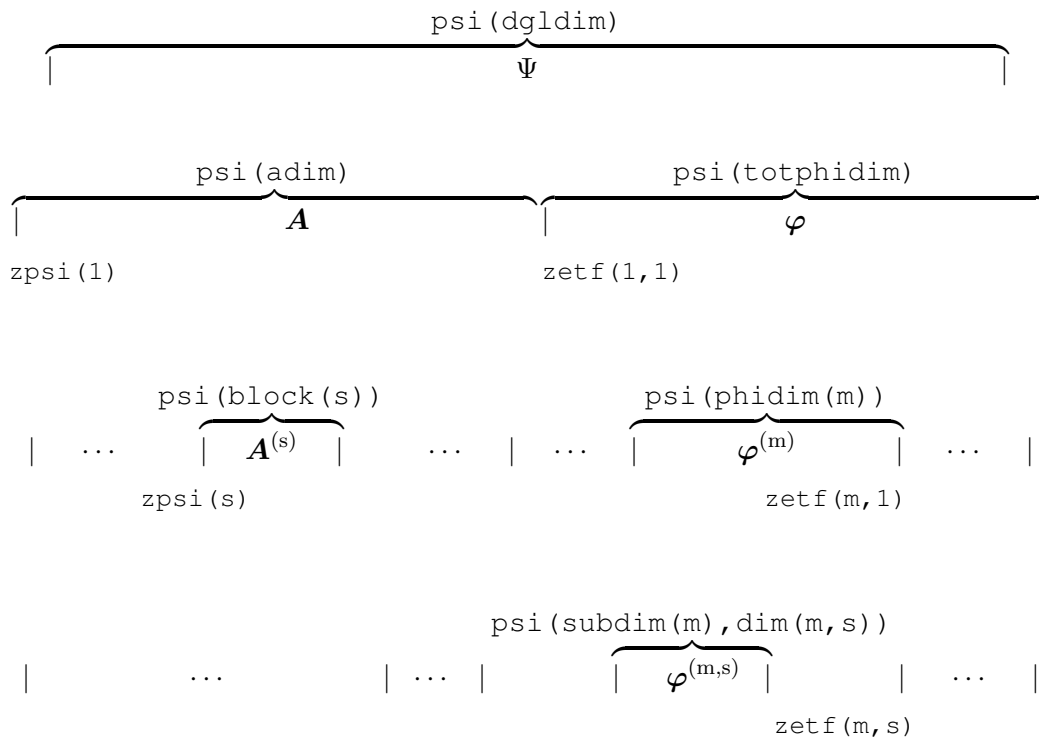 psi(dgldim)
| Ψ |
psi(adim) psi(totphidim)
| A | φ
zpsi(1) zetf(1,1)
psi(block(s)) psi(phidim(m))
| ··· | A^(s) | ··· | ··· | φ^(m) | ··· |
zpsi(s) zetf(m,1)
psi(subdim(m),dim(m,s))
| ··· | ··· | | φ^(m,s) | | ··· |
zetf(m,s)